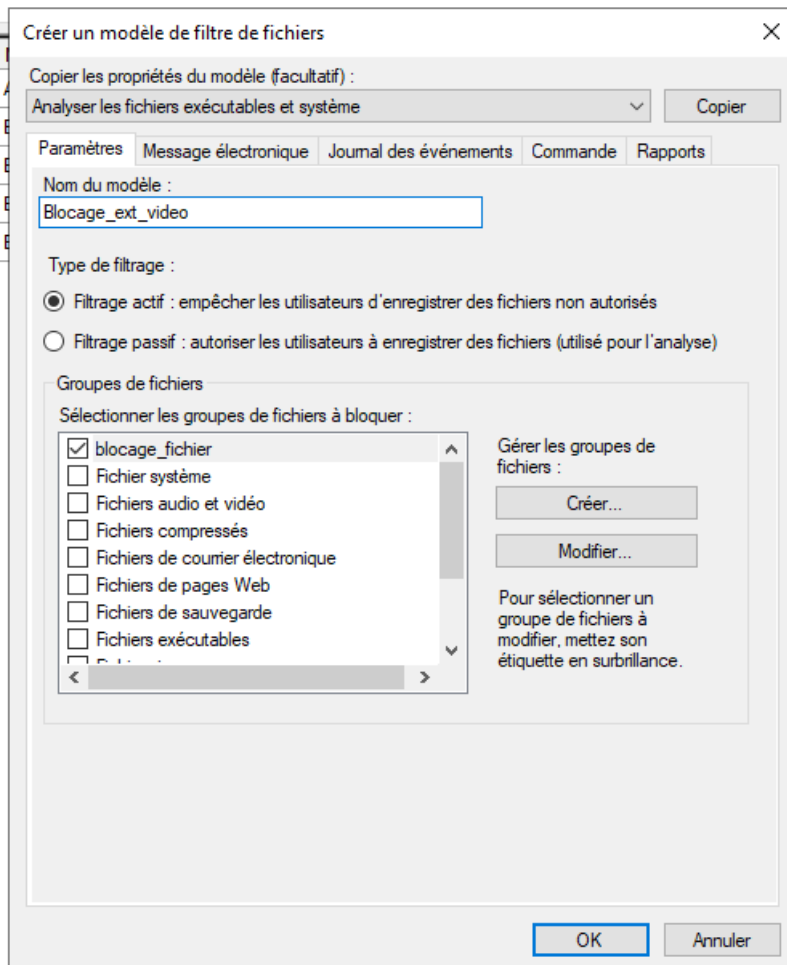 Créer un modèle de filtre de fichiers
Copier les propriétés du modèle (facultatif) :
Analyser les fichiers exécutables et système
Copier
Paramètres Message électronique Journal des événements Commande Rapports
Nom du modèle :
Blocage_ext_video
Type de filtrage :
Filtrage actif : empêcher les utilisateurs d'enregistrer des fichiers non autorisés
Filtrage passif : autoriser les utilisateurs à enregistrer des fichiers (utilisé pour l'analyse)
Groupes de fichiers
Sélectionner les groupes de fichiers à bloquer :
blocage_fichier
Fichier système
Fichiers audio et vidéo
Fichiers compressés
Fichiers de courrier électronique
Fichiers de pages Web
Fichiers de sauvegarde
Fichiers exécutables
Gérer les groupes de
fichiers :
Créer...
Modifier...
Pour sélectionner un
groupe de fichiers à
modifier, mettez son
étiquette en surbrillance.
OK
Annuler